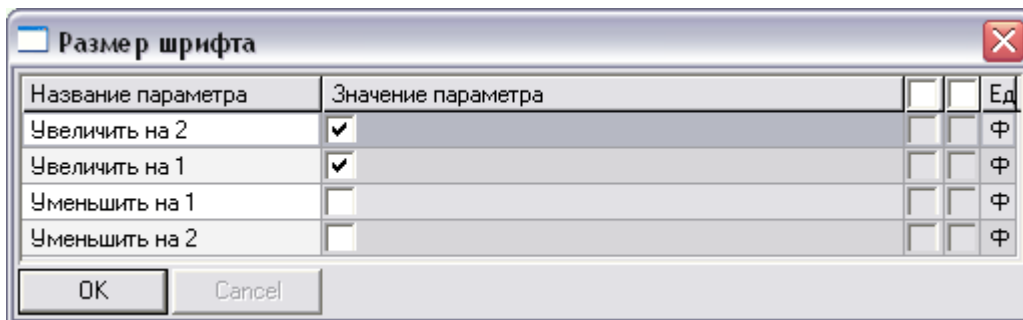 Размер шрифта
Название параметра Значение параметра Ед
Увеличить на 2 Ф
Увеличить на 1 Ф
Уменьшить на 1 Ф
Уменьшить на 2 Ф
OK Cancel